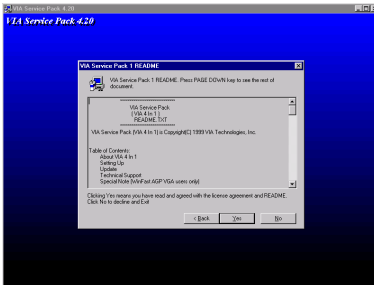 VIA Service Pack 4.20
VIA Service Pack 4.20
VIA Service Pack 1 README
VIA Service Pack 1 README. Press PAGE DOWN key to see the rest of
document.
VIA Service Pack
( VIA 4 In 1 )
README.TXT
VIA Service Pack (VIA 4 In 1) is Copyright(C) 1999 VIA Technologies, Inc.
Table of Contents:
About VIA 4 In 1
Setting Up
Update
Technical Support
Special Note (WinFast AGP VGA users only)
Clicking Yes means you have read and agreed with the license agreement and README.
Click No to decline and Exit
< Back Yes No